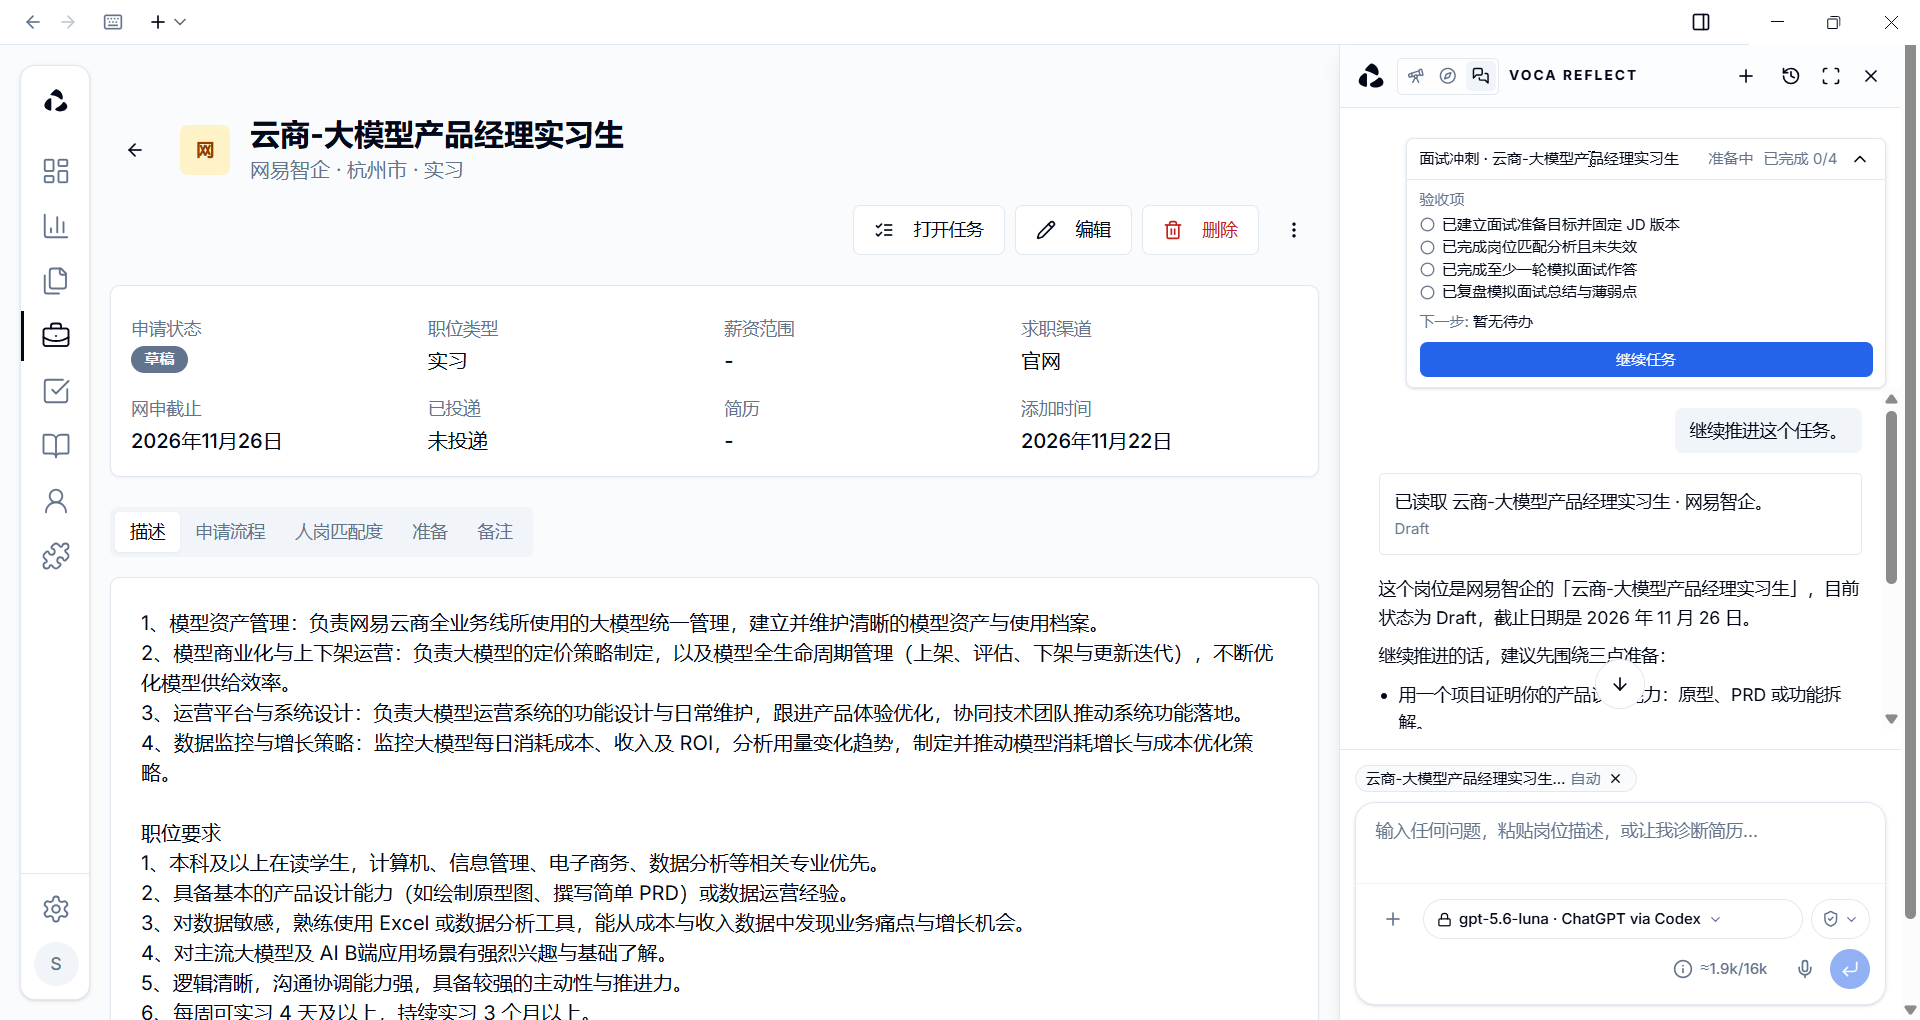 云商-大模型产品经理实习生
网
网易智企 · 杭州市 · 实习
打开任务
编辑
删除
申请状态
职位类型
薪资范围
求职渠道
草稿
实习
-
官网
网申截止
已投递
简历
添加时间
2026年11月26日
未投递
-
2026年11月22日
描述
申请流程
人岗匹配度
准备
备注
1、模型资产管理：负责网易云商全业务线所使用的大模型统一管理，建立并维护清晰的模型资产与使用档案。
2、模型商业化与上下架运营：负责大模型的定价策略制定，以及模型全生命周期管理（上架、评估、下架与更新迭代），不断优
化模型供给效率。
3、运营平台与系统设计：负责大模型运营系统的功能设计与日常维护，跟进产品体验优化，协同技术团队推动系统功能落地。
4、数据监控与增长策略：监控大模型每日消耗成本、收入及 ROI，分析用量变化趋势，制定并推动模型消耗增长与成本优化策
略。
职位要求
1、本科及以上在读学生，计算机、信息管理、电子商务、数据分析等相关专业优先。
2、具备基本的产品设计能力（如绘制原型图、撰写简单 PRD）或数据运营经验。
3、对数据敏感，熟练使用 Excel 或数据分析工具，能从成本与收入数据中发现业务痛点与增长机会。
4、对主流大模型及 AI B端应用场景有强烈兴趣与基础了解。
5、逻辑清晰，沟通协调能力强，具备较强的主动性与推进力。
6、每周可实习 4 天及以上，持续实习 3 个月以上。
S
VOCA REFLECT
面试冲刺 · 云商-大模型产品经理实习生
准备中 已完成 0/4
验收项
已建立面试准备目标并固定 JD 版本
已完成岗位匹配分析且未失效
已完成至少一轮模拟面试作答
已复盘模拟面试总结与薄弱点
下一步: 暂无待办
继续任务
继续推进这个任务。
已读取 云商-大模型产品经理实习生 · 网易智企。
Draft
这个岗位是网易智企的「云商-大模型产品经理实习生」，目前
状态为 Draft，截止日期是 2026 年 11 月 26 日。
继续推进的话，建议先围绕三点准备：
• 用一个项目证明你的产品 力：原型、PRD 或功能拆
解。
云商-大模型产品经理实习生... 自动
输入任何问题，粘贴岗位描述，或让我诊断简历...
gpt-5.6-luna · ChatGPT via Codex
≈1.9k/16k